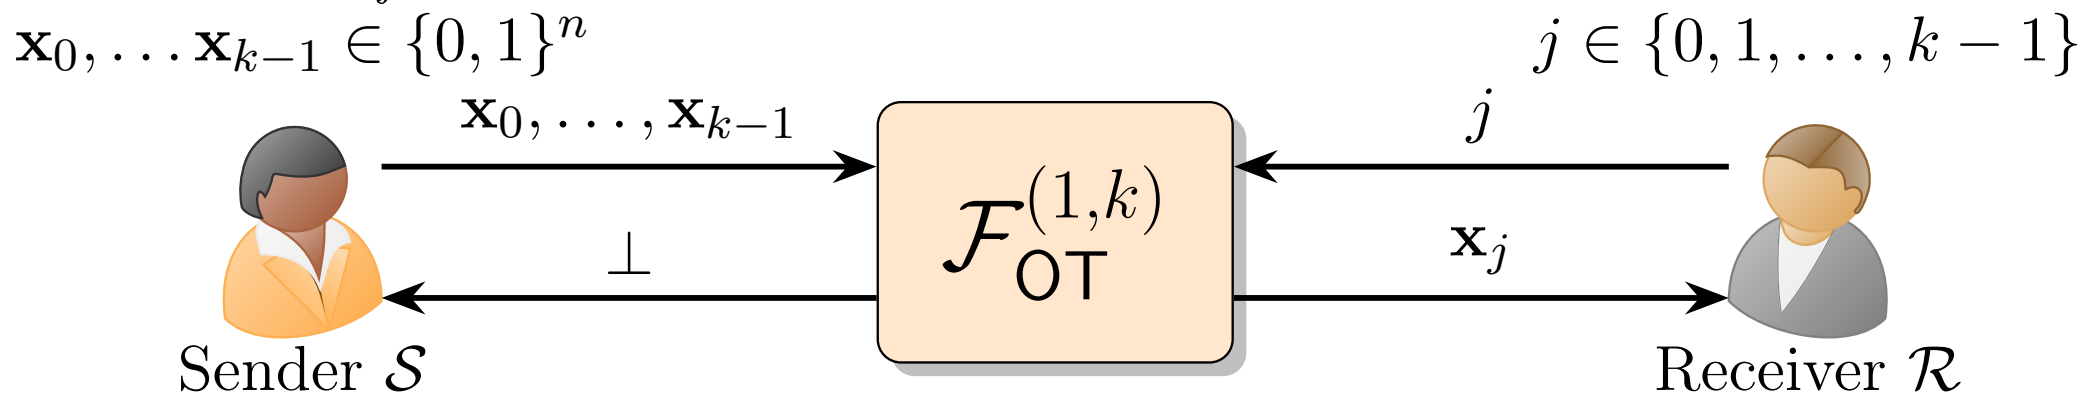 𝐱₀, … 𝐱ₖ₋₁ ∈ {0, 1}ⁿ
j ∈ {0, 1, …, k − 1}
𝐱₀, …, 𝐱ₖ₋₁
j
ℱ_OT^(1,k)
⊥
𝐱ⱼ
Sender 𝒮
Receiver ℛ